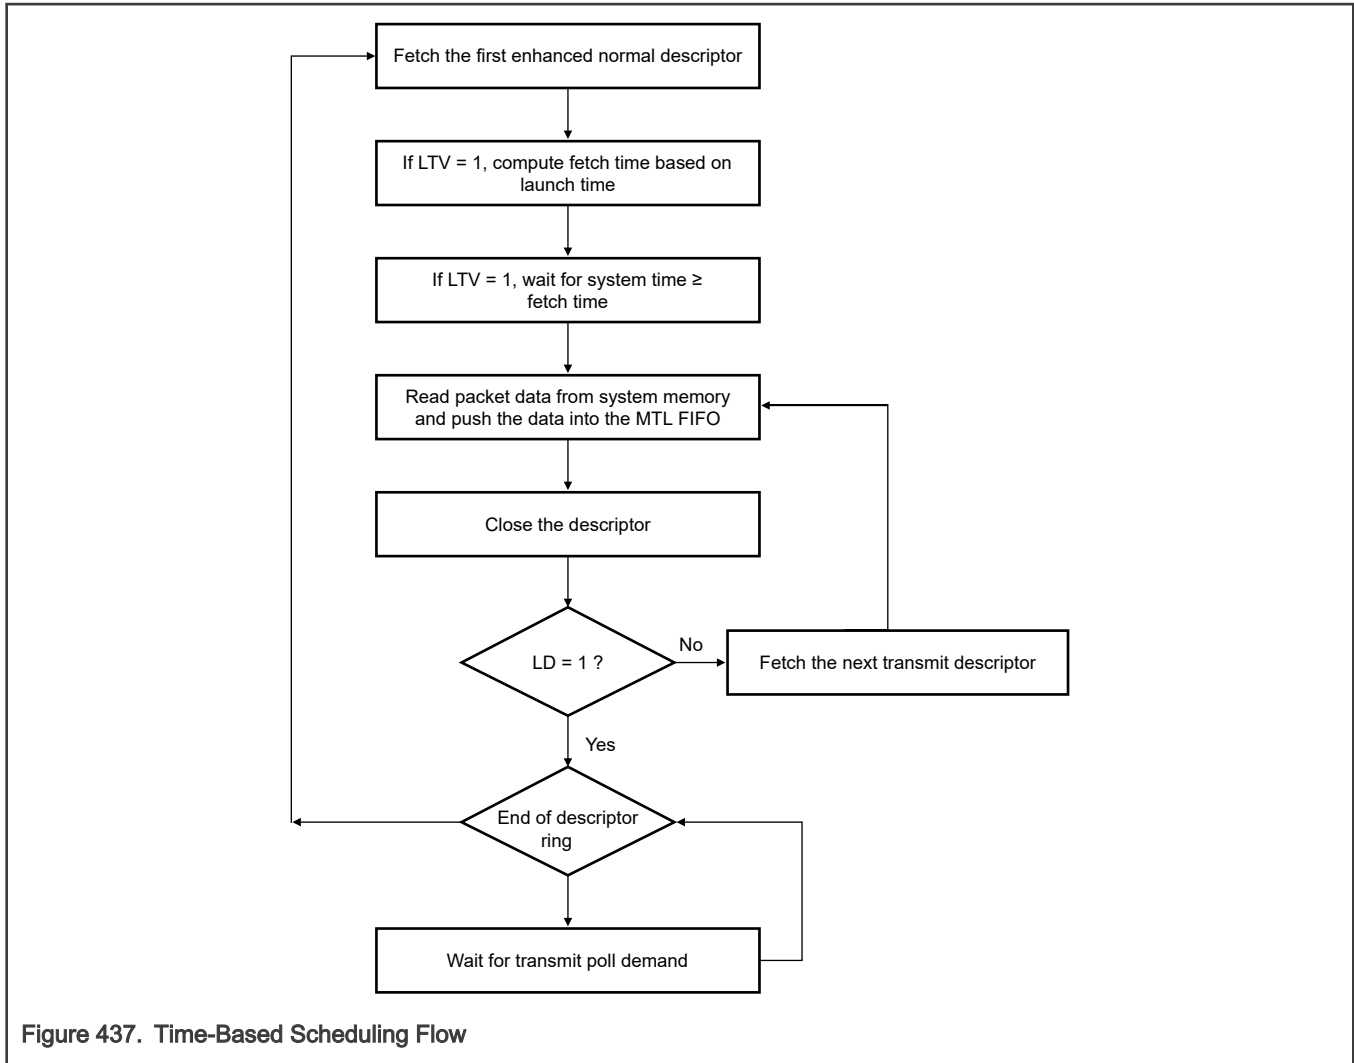 Fetch the first enhanced normal descriptor
If LTV = 1, compute fetch time based on
launch time
If LTV = 1, wait for system time ≥
fetch time
Read packet data from system memory
and push the data into the MTL FIFO
Close the descriptor
LD = 1 ?
No
Fetch the next transmit descriptor
Yes
End of descriptor
ring
Wait for transmit poll demand
Figure 437. Time-Based Scheduling Flow